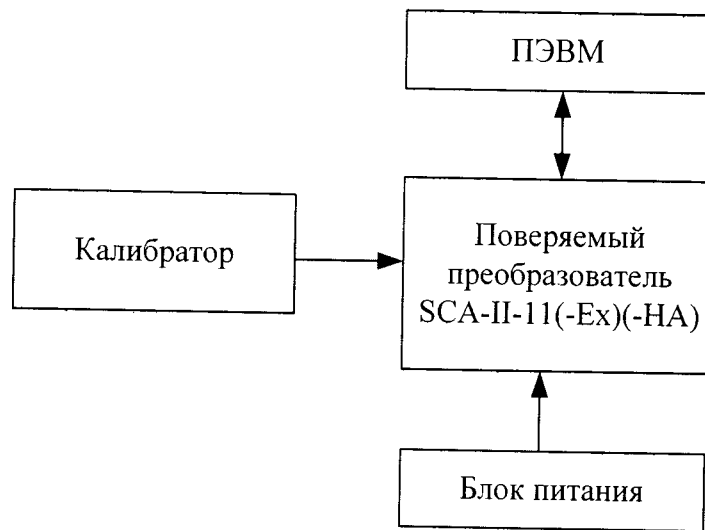 ПЭВМ
Калибратор
Поверяемый
преобразователь
SCA-II-11(-Ex)(-HA)
Блок питания